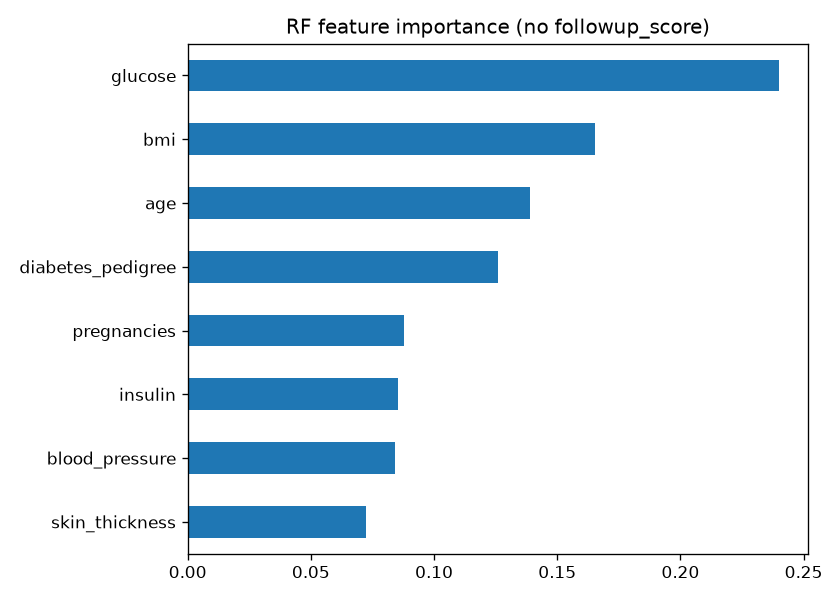 RF feature importance (no followup_score)
glucose
bmi
age
diabetes_pedigree
pregnancies
insulin
blood_pressure
skin_thickness
0.00 0.05 0.10 0.15 0.20 0.25